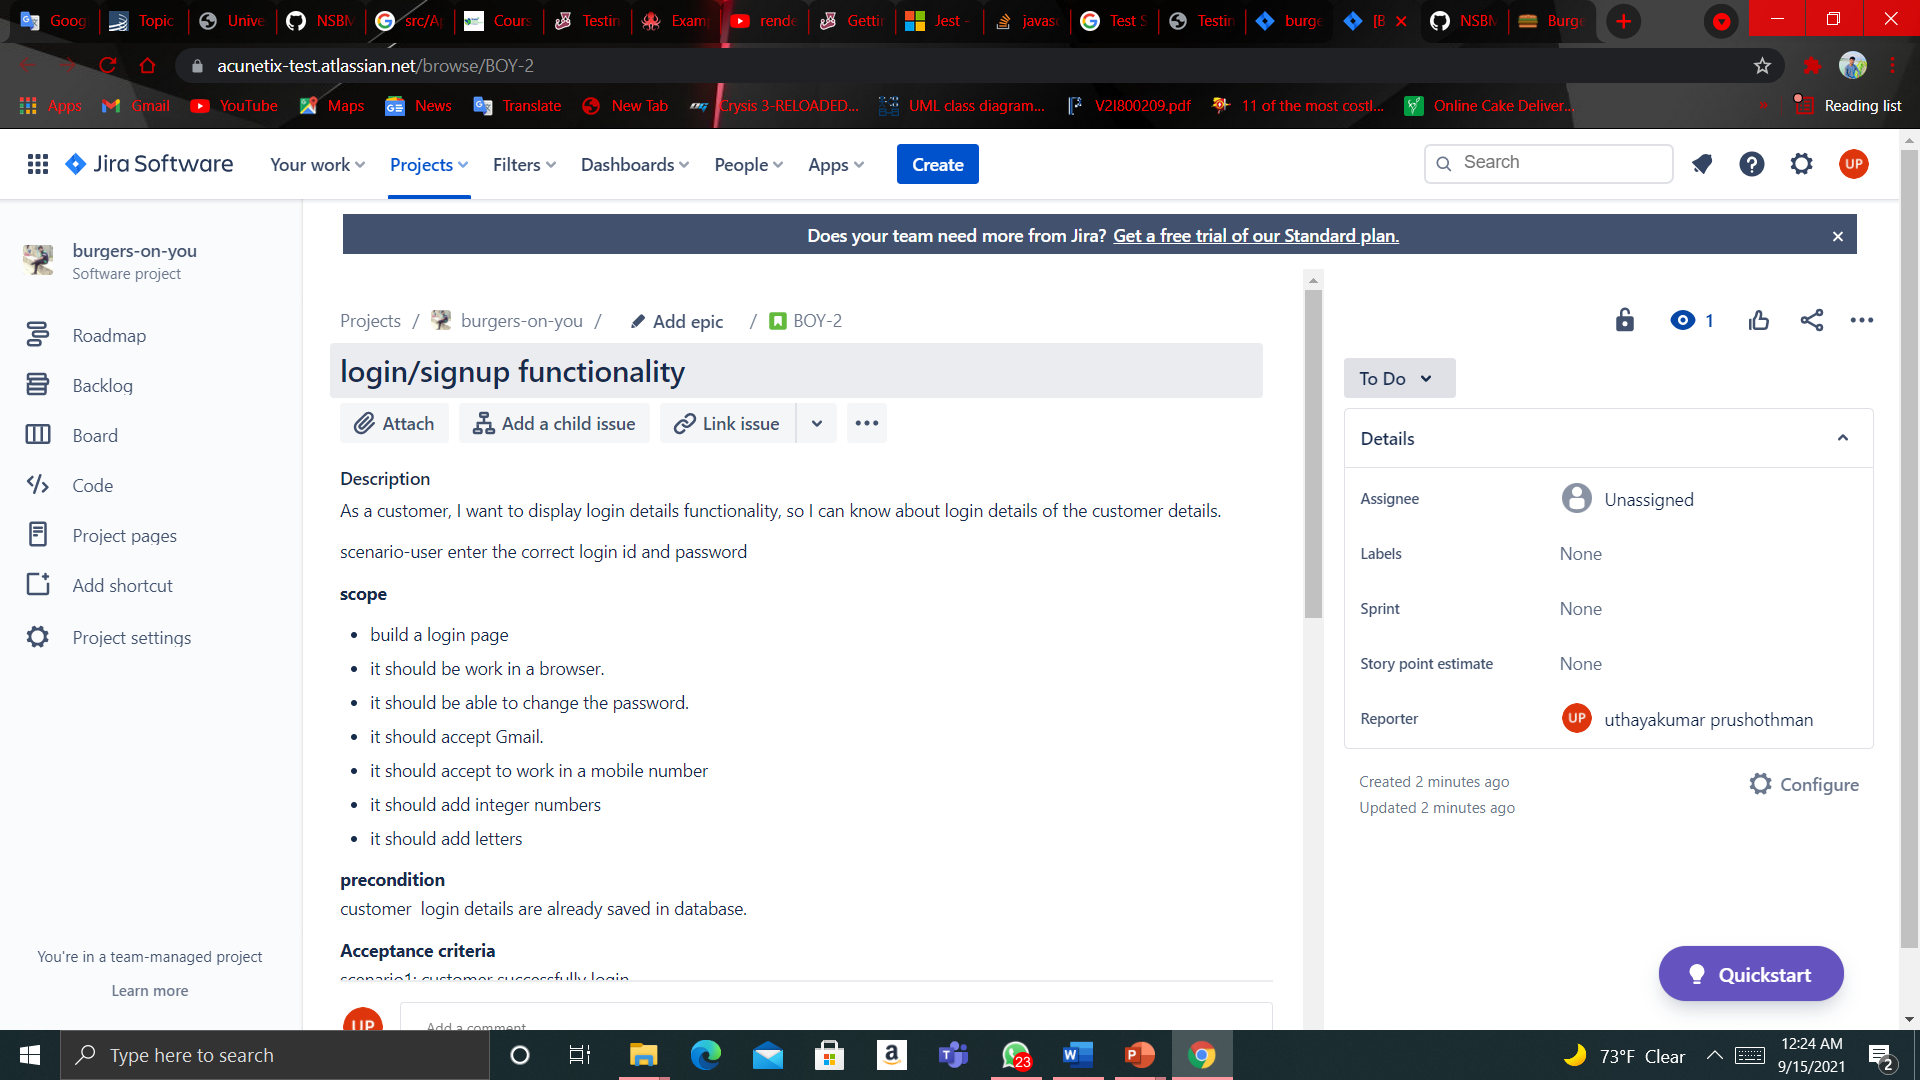 Goog
Topic
Unive
NSBM
src/Ap
Cours
Testin
Examp
rende
Gettin
Jest -
javasc
Test S
Testin
burge
[B
NSBM
Burge
acunetix-test.atlassian.net/browse/BOY-2
Apps
Gmail
YouTube
Maps
News
Translate
New Tab
Crysis 3-RELOADED...
UML class diagram...
V2I800209.pdf
11 of the most costl...
Online Cake Deliver...
Reading list
Jira Software
Your work
Projects
Filters
Dashboards
People
Apps
Create
Search
UP
burgers-on-you
Software project
Does your team need more from Jira? Get a free trial of our Standard plan.
Roadmap
Backlog
Board
Code
Project pages
Add shortcut
Project settings
You're in a team-managed project
Learn more
Projects / burgers-on-you / Add epic / BOY-2
login/signup functionality
Attach
Add a child issue
Link issue
Description
As a customer, I want to display login details functionality, so I can know about login details of the customer details.
scenario-user enter the correct login id and password
scope
• build a login page
• it should be work in a browser.
• it should be able to change the password.
• it should accept Gmail.
• it should accept to work in a mobile number
• it should add integer numbers
• it should add letters
precondition
customer login details are already saved in database.
Acceptance criteria
scenario1: customer successfully login
UP
Add a comment
1
To Do
Details
Assignee
Unassigned
Labels
None
Sprint
None
Story point estimate
None
Reporter
UP
uthayakumar prushothman
Created 2 minutes ago
Configure
Updated 2 minutes ago
Quickstart
Type here to search
23
73°F Clear
12:24 AM
9/15/2021
2